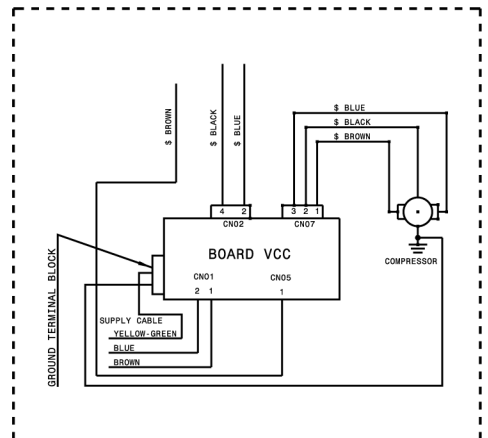 $ BROWN
$ BLACK
$ BLUE
$ BLUE
$ BLACK
$ BROWN
4 2
3 2 1
CN02
CN07
BOARD VCC
COMPRESSOR
CN01
CN05
2 1
1
GROUND TERMINAL BLOCK
SUPPLY CABLE
YELLOW-GREEN
BLUE
BROWN